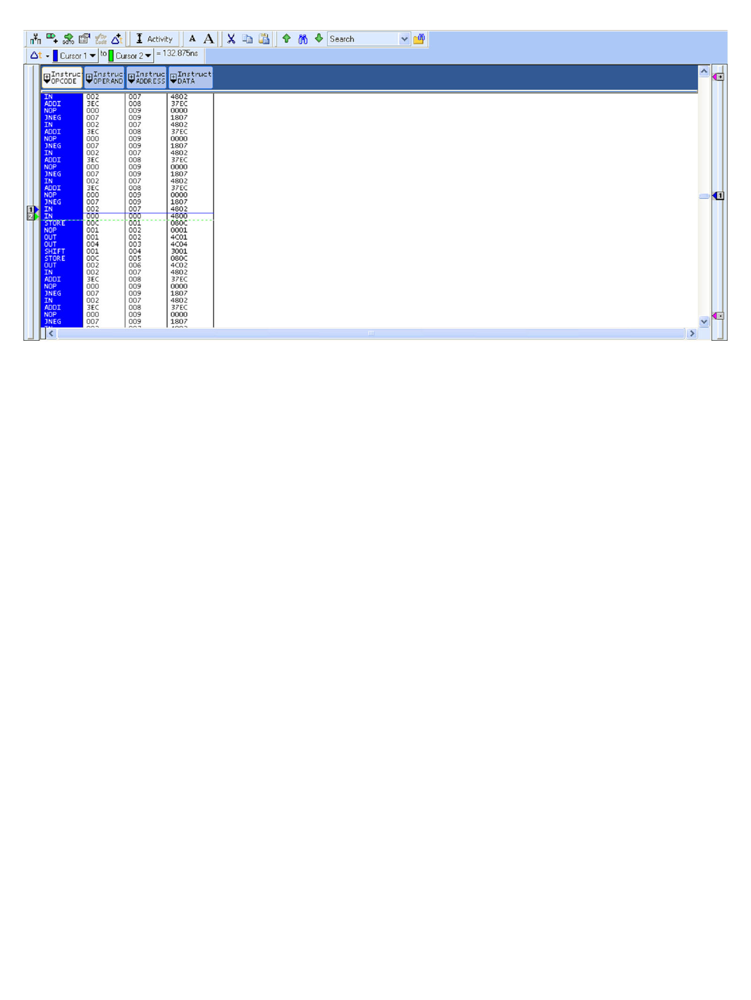 GOTO Op Code Δt Activity A A Search
Δt Cursor 1 to Cursor 2 = 132.875ns
Instruc OPCODE Instruc OPERAND Instruc ADDRESS Instruct DATA
IN 002 007 4802
ADDI 3EC 008 37EC
NOP 000 009 0000
JNEG 007 009 1807
IN 002 007 4802
ADDI 3EC 008 37EC
NOP 000 009 0000
JNEG 007 009 1807
IN 002 007 4802
ADDI 3EC 008 37EC
NOP 000 009 0000
JNEG 007 009 1807
IN 002 007 4802
ADDI 3EC 008 37EC
NOP 000 009 0000
JNEG 007 009 1807
1 IN 002 007 4802
2 IN 000 000 4800
STORE 00C 001 080C
NOP 001 002 0001
OUT 001 002 4C01
OUT 004 003 4C04
SHIFT 001 004 3001
STORE 00C 005 080C
OUT 002 006 4C02
IN 002 007 4802
ADDI 3EC 008 37EC
NOP 000 009 0000
JNEG 007 009 1807
IN 002 007 4802
ADDI 3EC 008 37EC
NOP 000 009 0000
JNEG 007 009 1807
1